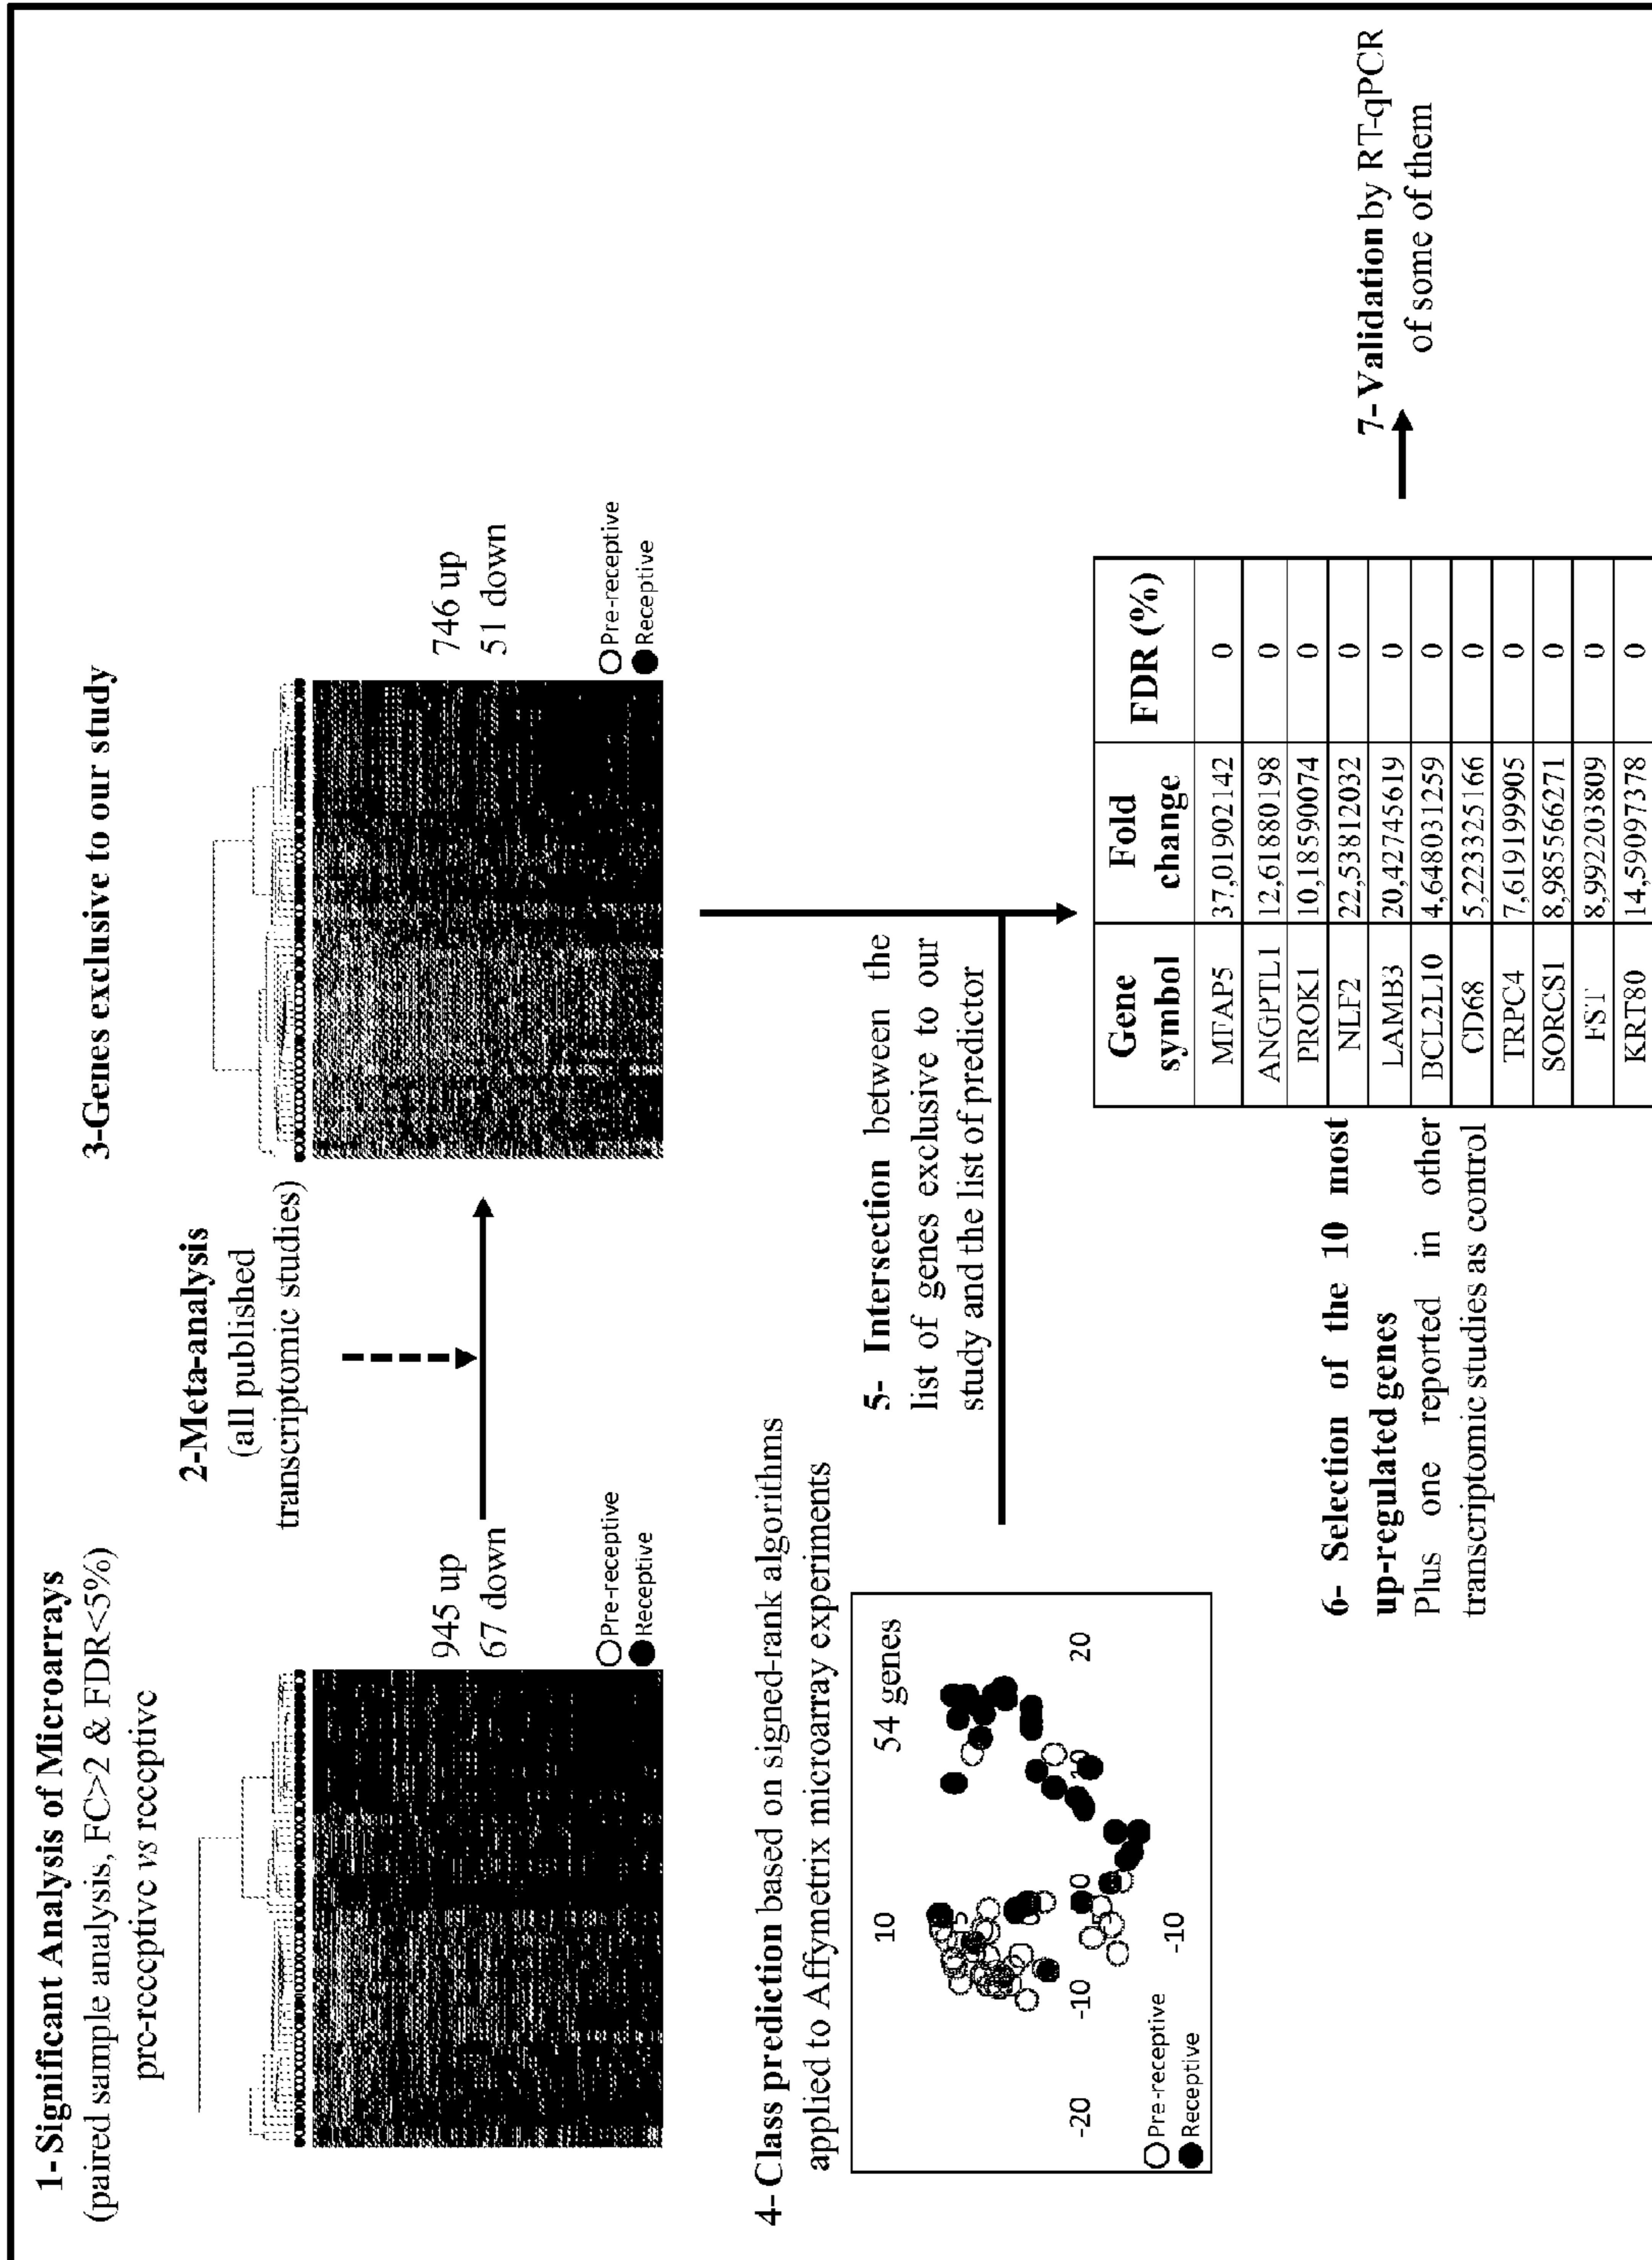 1- Significant Analysis of Microarrays
(paired sample analysis, FC>2 & FDR<5%)
pre-receptive vs receptive
945 up
67 down
Pre-receptive
Receptive
2-Meta-analysis
(all published
transcriptomic studies)
3-Genes exclusive to our study
746 up
51 down
Pre-receptive
Receptive
4- Class prediction based on signed-rank algorithms
applied to Affymetrix microarray experiments
54 genes
10
-20
-10
20
-10
Pre-receptive
Receptive
5- Intersection between the
list of genes exclusive to our
study and the list of predictor
6- Selection of the 10 most
up-regulated genes
Plus one reported in other
transcriptomic studies as control
Gene symbol Fold change FDR (%)
MFAP5 37,01902142 0
ANGPTL1 12,61880198 0
PROK1 10,18590074 0
NLF2 22,53812032 0
LAMB3 20,42745619 0
BCL2L10 4,648031259 0
CD68 5,223325166 0
TRPC4 7,619199905 0
SORCS1 8,985566271 0
FST 8,992203809 0
KRT80 14,59097378 0
7- Validation by RT-qPCR
of some of them